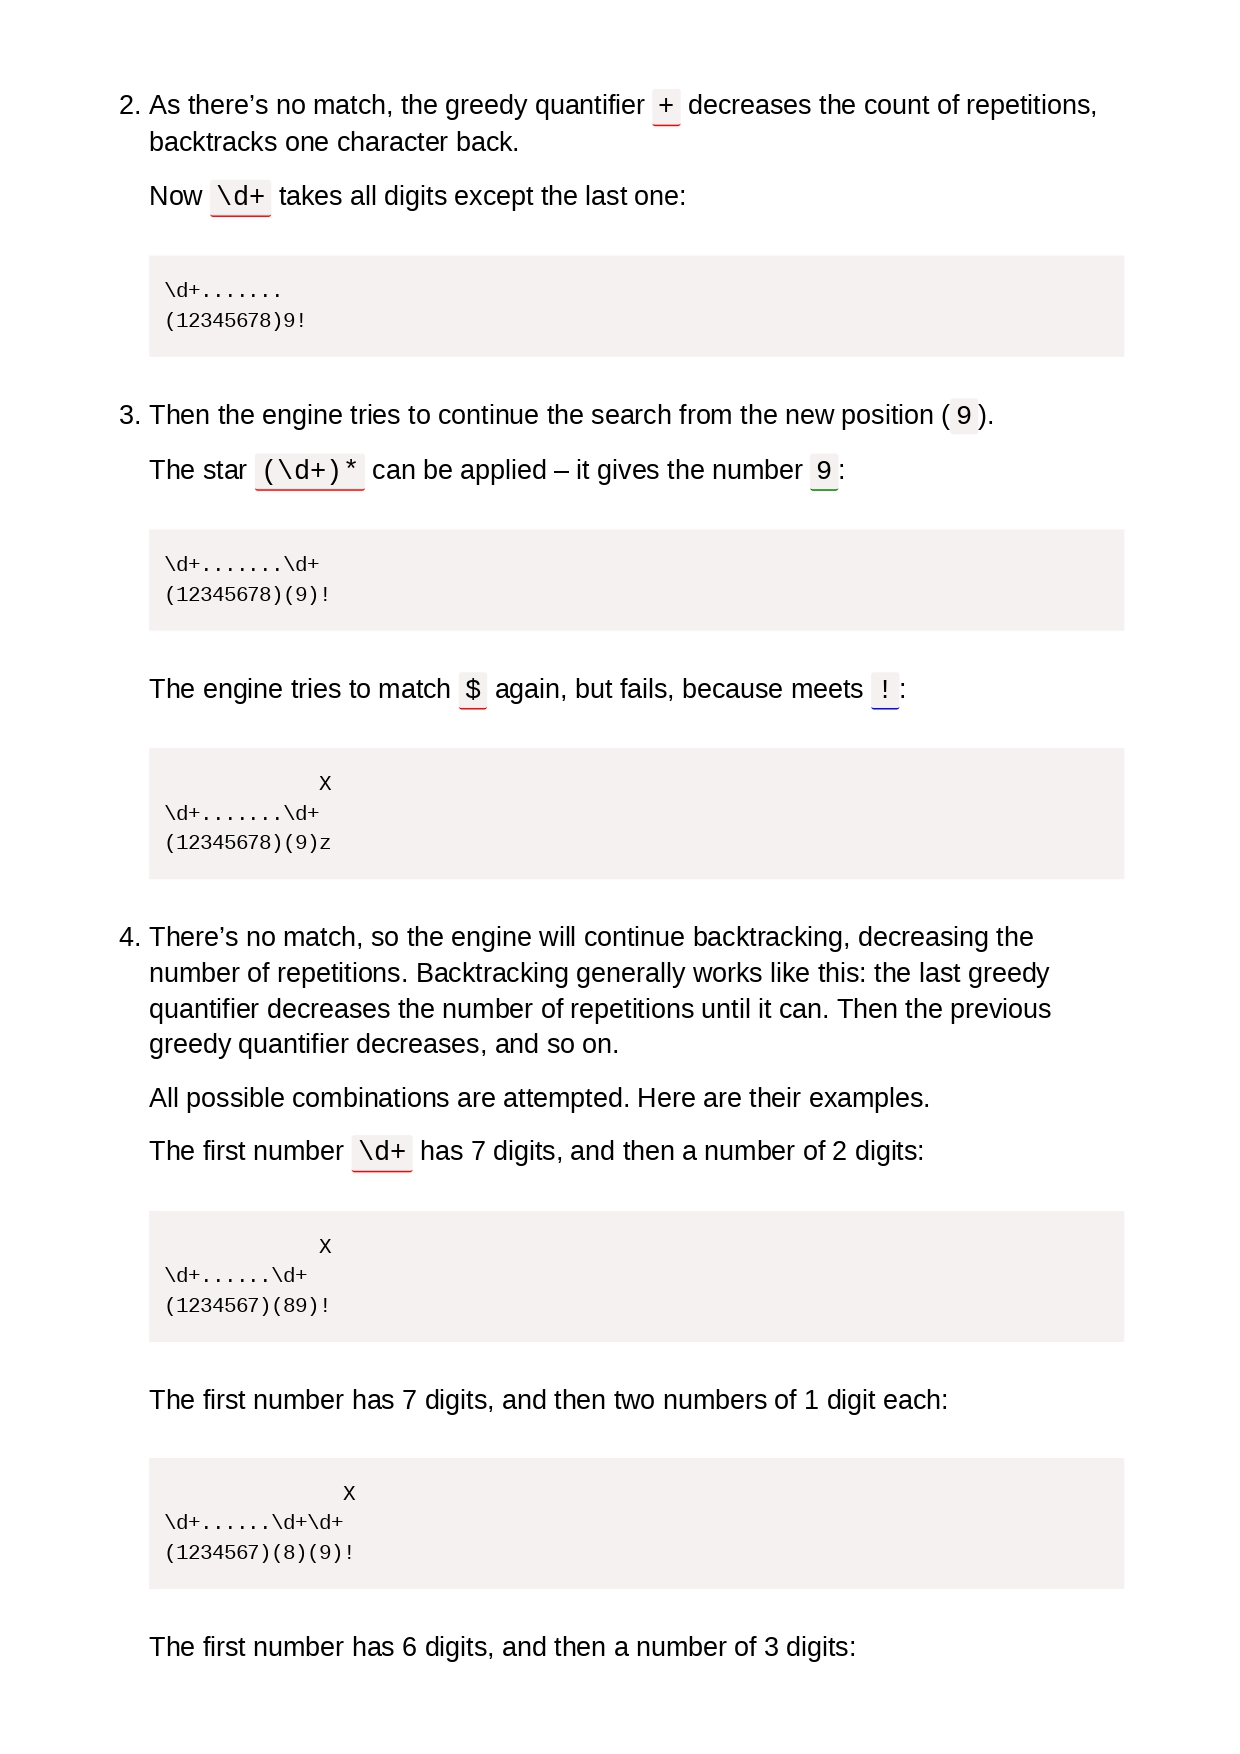 2. As there’s no match, the greedy quantifier + decreases the count of repetitions,
backtracks one character back.
Now \d+ takes all digits except the last one:
\d+.......
(12345678)9!
3. Then the engine tries to continue the search from the new position ( 9 ).
The star (\d+)* can be applied – it gives the number 9 :
\d+.......\d+
(12345678)(9)!
The engine tries to match $ again, but fails, because meets ! :
             X
\d+.......\d+
(12345678)(9)z
4. There’s no match, so the engine will continue backtracking, decreasing the
number of repetitions. Backtracking generally works like this: the last greedy
quantifier decreases the number of repetitions until it can. Then the previous
greedy quantifier decreases, and so on.
All possible combinations are attempted. Here are their examples.
The first number \d+ has 7 digits, and then a number of 2 digits:
             X
\d+......\d+
(1234567)(89)!
The first number has 7 digits, and then two numbers of 1 digit each:
               X
\d+......\d+\d+
(1234567)(8)(9)!
The first number has 6 digits, and then a number of 3 digits: